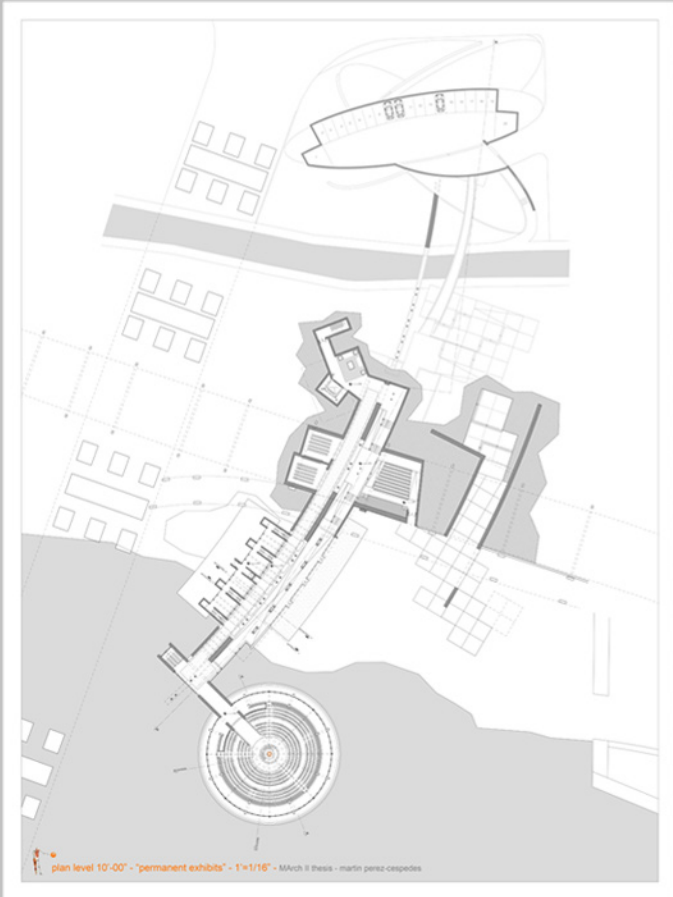 plan level 10'-00" - "permanent exhibits" - 1'=1/16" - MArch II thesis - martin perez-cespedes